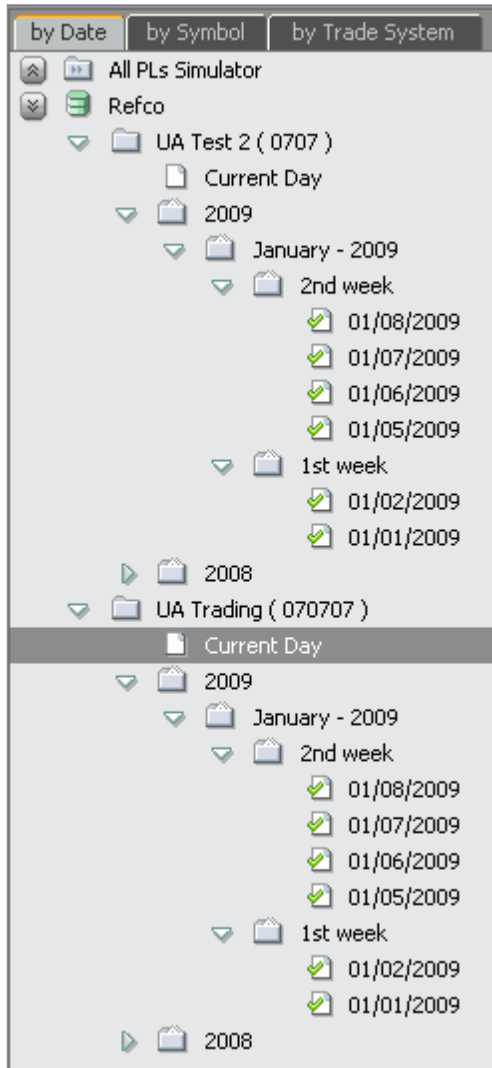 by Date by Symbol by Trade System
All PLs Simulator
Refco
UA Test 2 ( 0707 )
Current Day
2009
January - 2009
2nd week
01/08/2009
01/07/2009
01/06/2009
01/05/2009
1st week
01/02/2009
01/01/2009
2008
UA Trading ( 070707 )
Current Day
2009
January - 2009
2nd week
01/08/2009
01/07/2009
01/06/2009
01/05/2009
1st week
01/02/2009
01/01/2009
2008